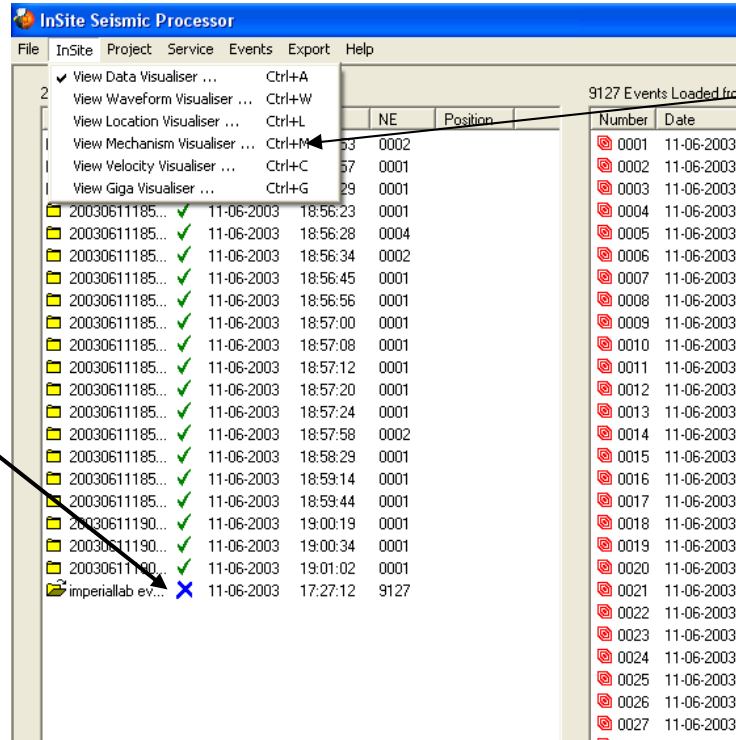 InSite Seismic Processor
File InSite Project Service Events Export Help
View Data Visualiser ... Ctrl+A
View Waveform Visualiser ... Ctrl+W
View Location Visualiser ... Ctrl+L
View Mechanism Visualiser ... Ctrl+M
View Velocity Visualiser ... Ctrl+C
View Giga Visualiser ... Ctrl+G
2
NE Position
53 0002
57 0001
29 0001
20030611185... 11-06-2003 18:56:23 0001
20030611185... 11-06-2003 18:56:28 0004
20030611185... 11-06-2003 18:56:34 0002
20030611185... 11-06-2003 18:56:45 0001
20030611185... 11-06-2003 18:56:56 0001
20030611185... 11-06-2003 18:57:00 0001
20030611185... 11-06-2003 18:57:08 0001
20030611185... 11-06-2003 18:57:12 0001
20030611185... 11-06-2003 18:57:20 0001
20030611185... 11-06-2003 18:57:24 0001
20030611185... 11-06-2003 18:57:58 0002
20030611185... 11-06-2003 18:58:29 0001
20030611185... 11-06-2003 18:59:14 0001
20030611185... 11-06-2003 18:59:44 0001
20030611190... 11-06-2003 19:00:19 0001
20030611190... 11-06-2003 19:00:34 0001
20030611190... 11-06-2003 19:01:02 0001
imperiallab ev... 11-06-2003 17:27:12 9127
9127 Events Loaded fro
Number Date
0001 11-06-2003
0002 11-06-2003
0003 11-06-2003
0004 11-06-2003
0005 11-06-2003
0006 11-06-2003
0007 11-06-2003
0008 11-06-2003
0009 11-06-2003
0010 11-06-2003
0011 11-06-2003
0012 11-06-2003
0013 11-06-2003
0014 11-06-2003
0015 11-06-2003
0016 11-06-2003
0017 11-06-2003
0018 11-06-2003
0019 11-06-2003
0020 11-06-2003
0021 11-06-2003
0022 11-06-2003
0023 11-06-2003
0024 11-06-2003
0025 11-06-2003
0026 11-06-2003
0027 11-06-2003